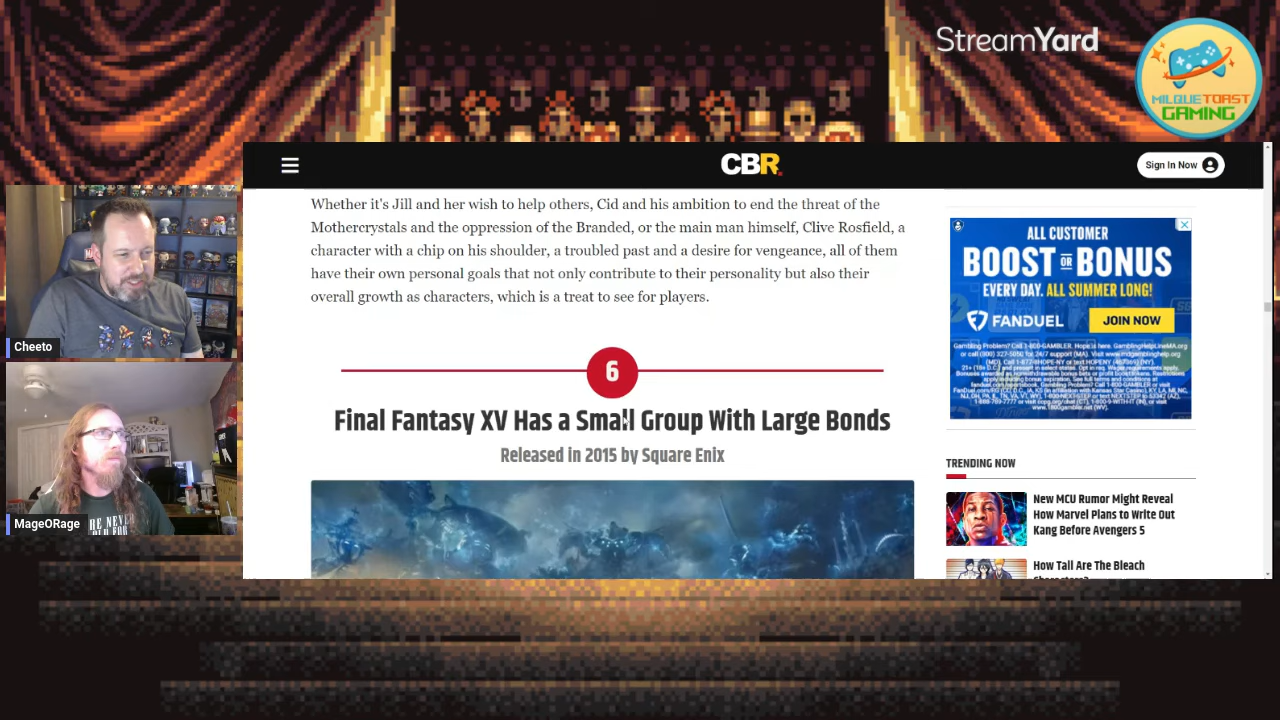 StreamYard
MILQUETOAST
GAMING
CBR.
Sign In Now
Whether it's Jill and her wish to help others, Cid and his ambition to end the threat of the
Mothercrystals and the oppression of the Branded, or the main man himself, Clive Rosfield, a
character with a chip on his shoulder, a troubled past and a desire for vengeance, all of them
have their own personal goals that not only contribute to their personality but also their
overall growth as characters, which is a treat to see for players.
6
Final Fantasy XV Has a Small Group With Large Bonds
Released in 2015 by Square Enix
ALL CUSTOMER
BOOST OR BONUS
EVERY DAY. ALL SUMMER LONG!
FANDUEL
JOIN NOW
TRENDING NOW
New MCU Rumor Might Reveal
How Marvel Plans to Write Out
Kang Before Avengers 5
How Tall Are The Bleach
Characters?
Cheeto
MageORage